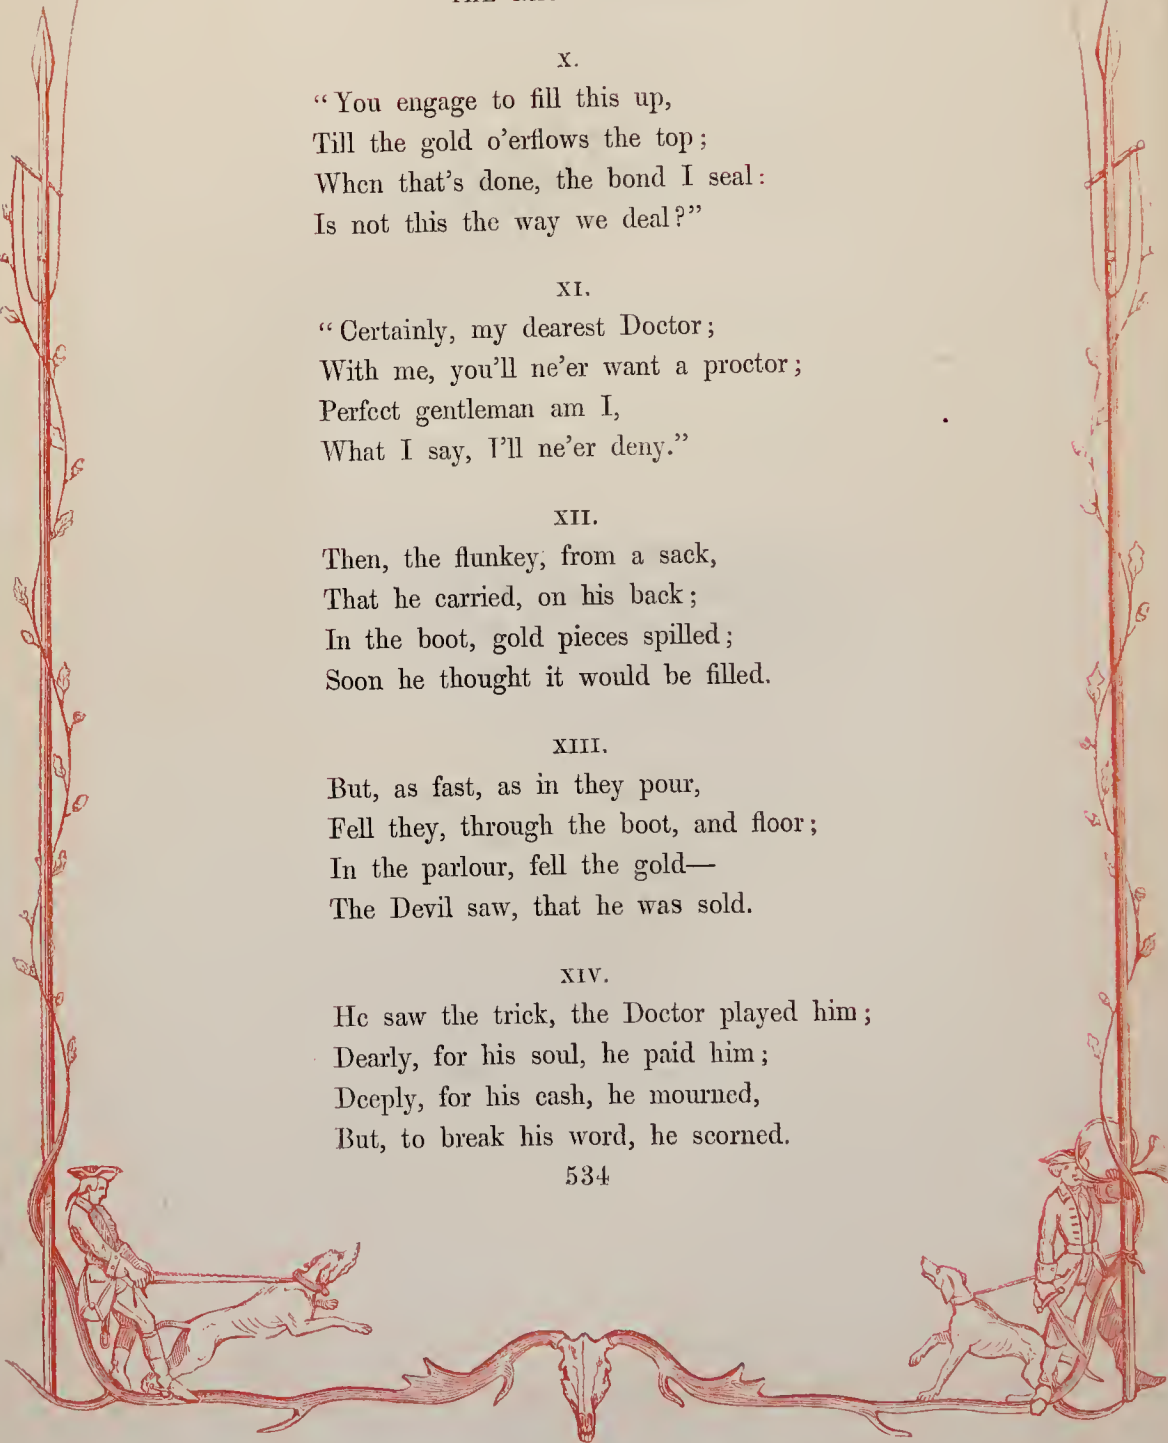 THE
X.
“You engage to fill this up,
Till the gold o’erflows the top;
When that’s done, the bond I seal:
Is not this the way we deal?”
XI.
“Certainly, my dearest Doctor;
With me, you’ll ne’er want a proctor;
Perfect gentleman am I,
What I say, I’ll ne’er deny.”
XII.
Then, the flunkey, from a sack,
That he carried, on his back;
In the boot, gold pieces spilled;
Soon he thought it would be filled.
XIII.
But, as fast, as in they pour,
Fell they, through the boot, and floor;
In the parlour, fell the gold—
The Devil saw, that he was sold.
XIV.
He saw the trick, the Doctor played him;
Dearly, for his soul, he paid him;
Deeply, for his cash, he mourned,
But, to break his word, he scorned.
534